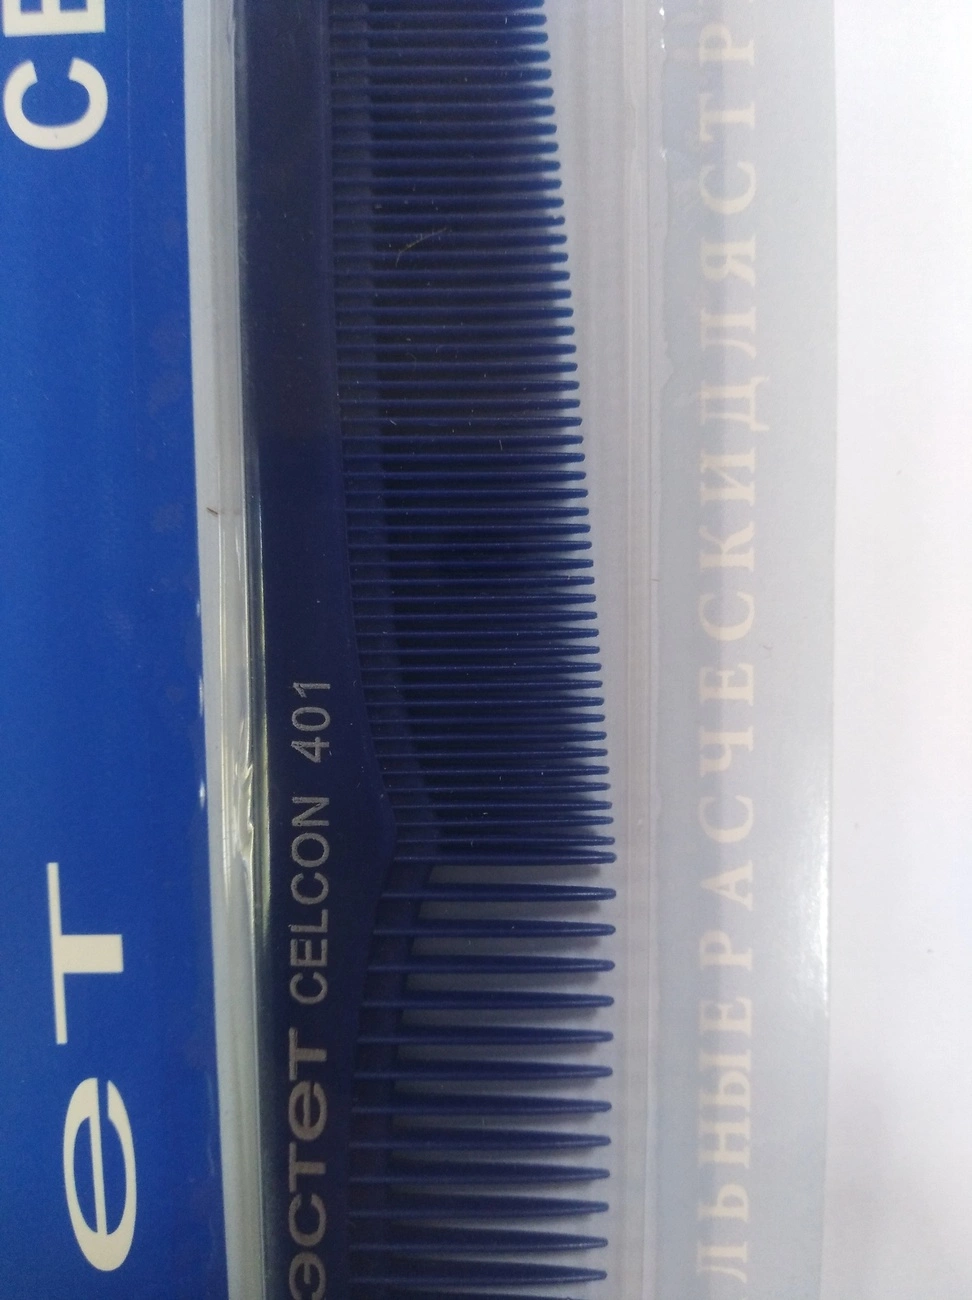 ет СЕ
ЭСТЕТ CELCON 401
ЛЬНЫЕ РАСЧЕСКИ ДЛЯ СТР